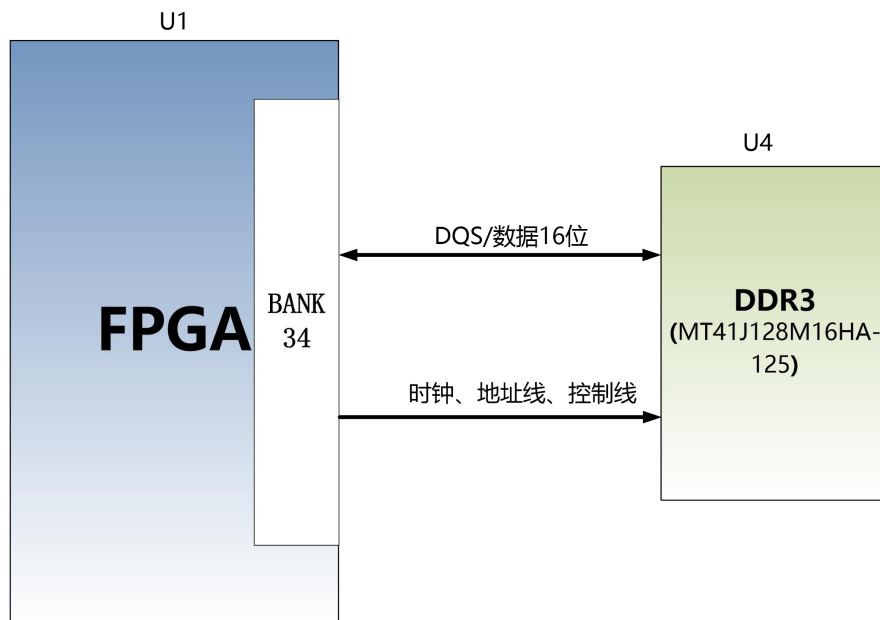 U1
U4
DQS/数据16位
FPGA
BANK
34
DDR3
(MT41J128M16HA-
125)
时钟、地址线、控制线